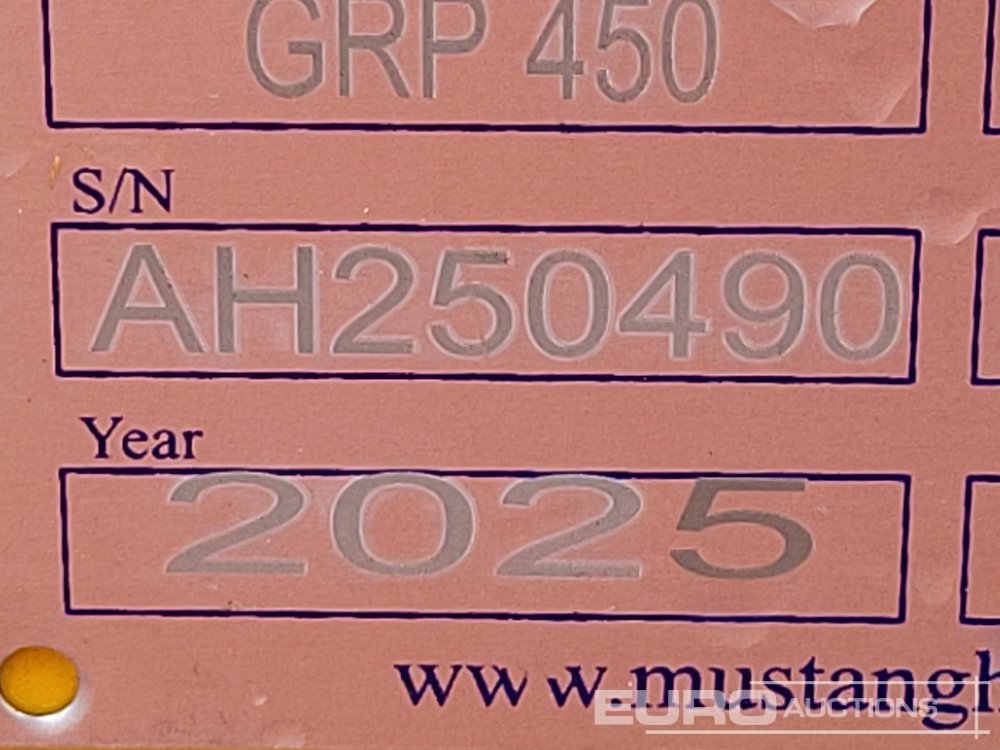 GRP 450
S/N
AH250490
Year
2025
www.mustangh
EURO AUCTIONS